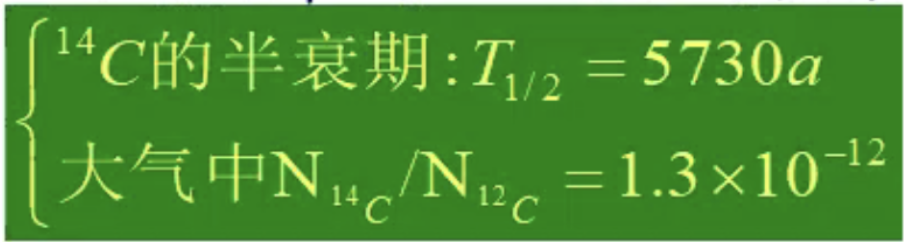 ¹⁴C的半衰期:T₁/₂ = 5730a
大气中N₁₄C/N₁₂C = 1.3×10⁻¹²